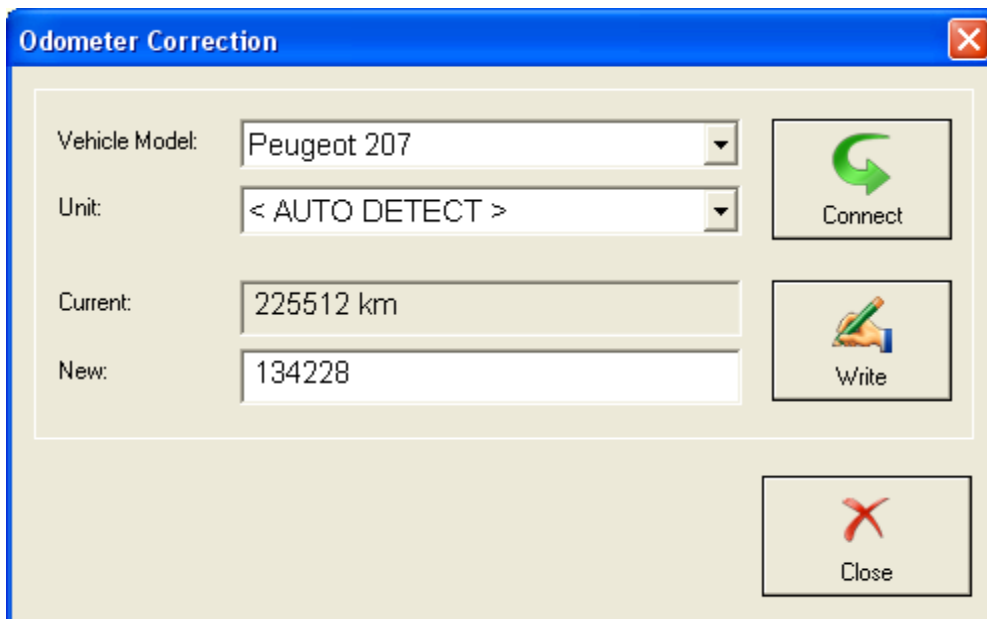 Odometer Correction
Vehicle Model: Peugeot 207
Connect
Unit: < AUTO DETECT >
Current: 225512 km
Write
New: 134228
Close